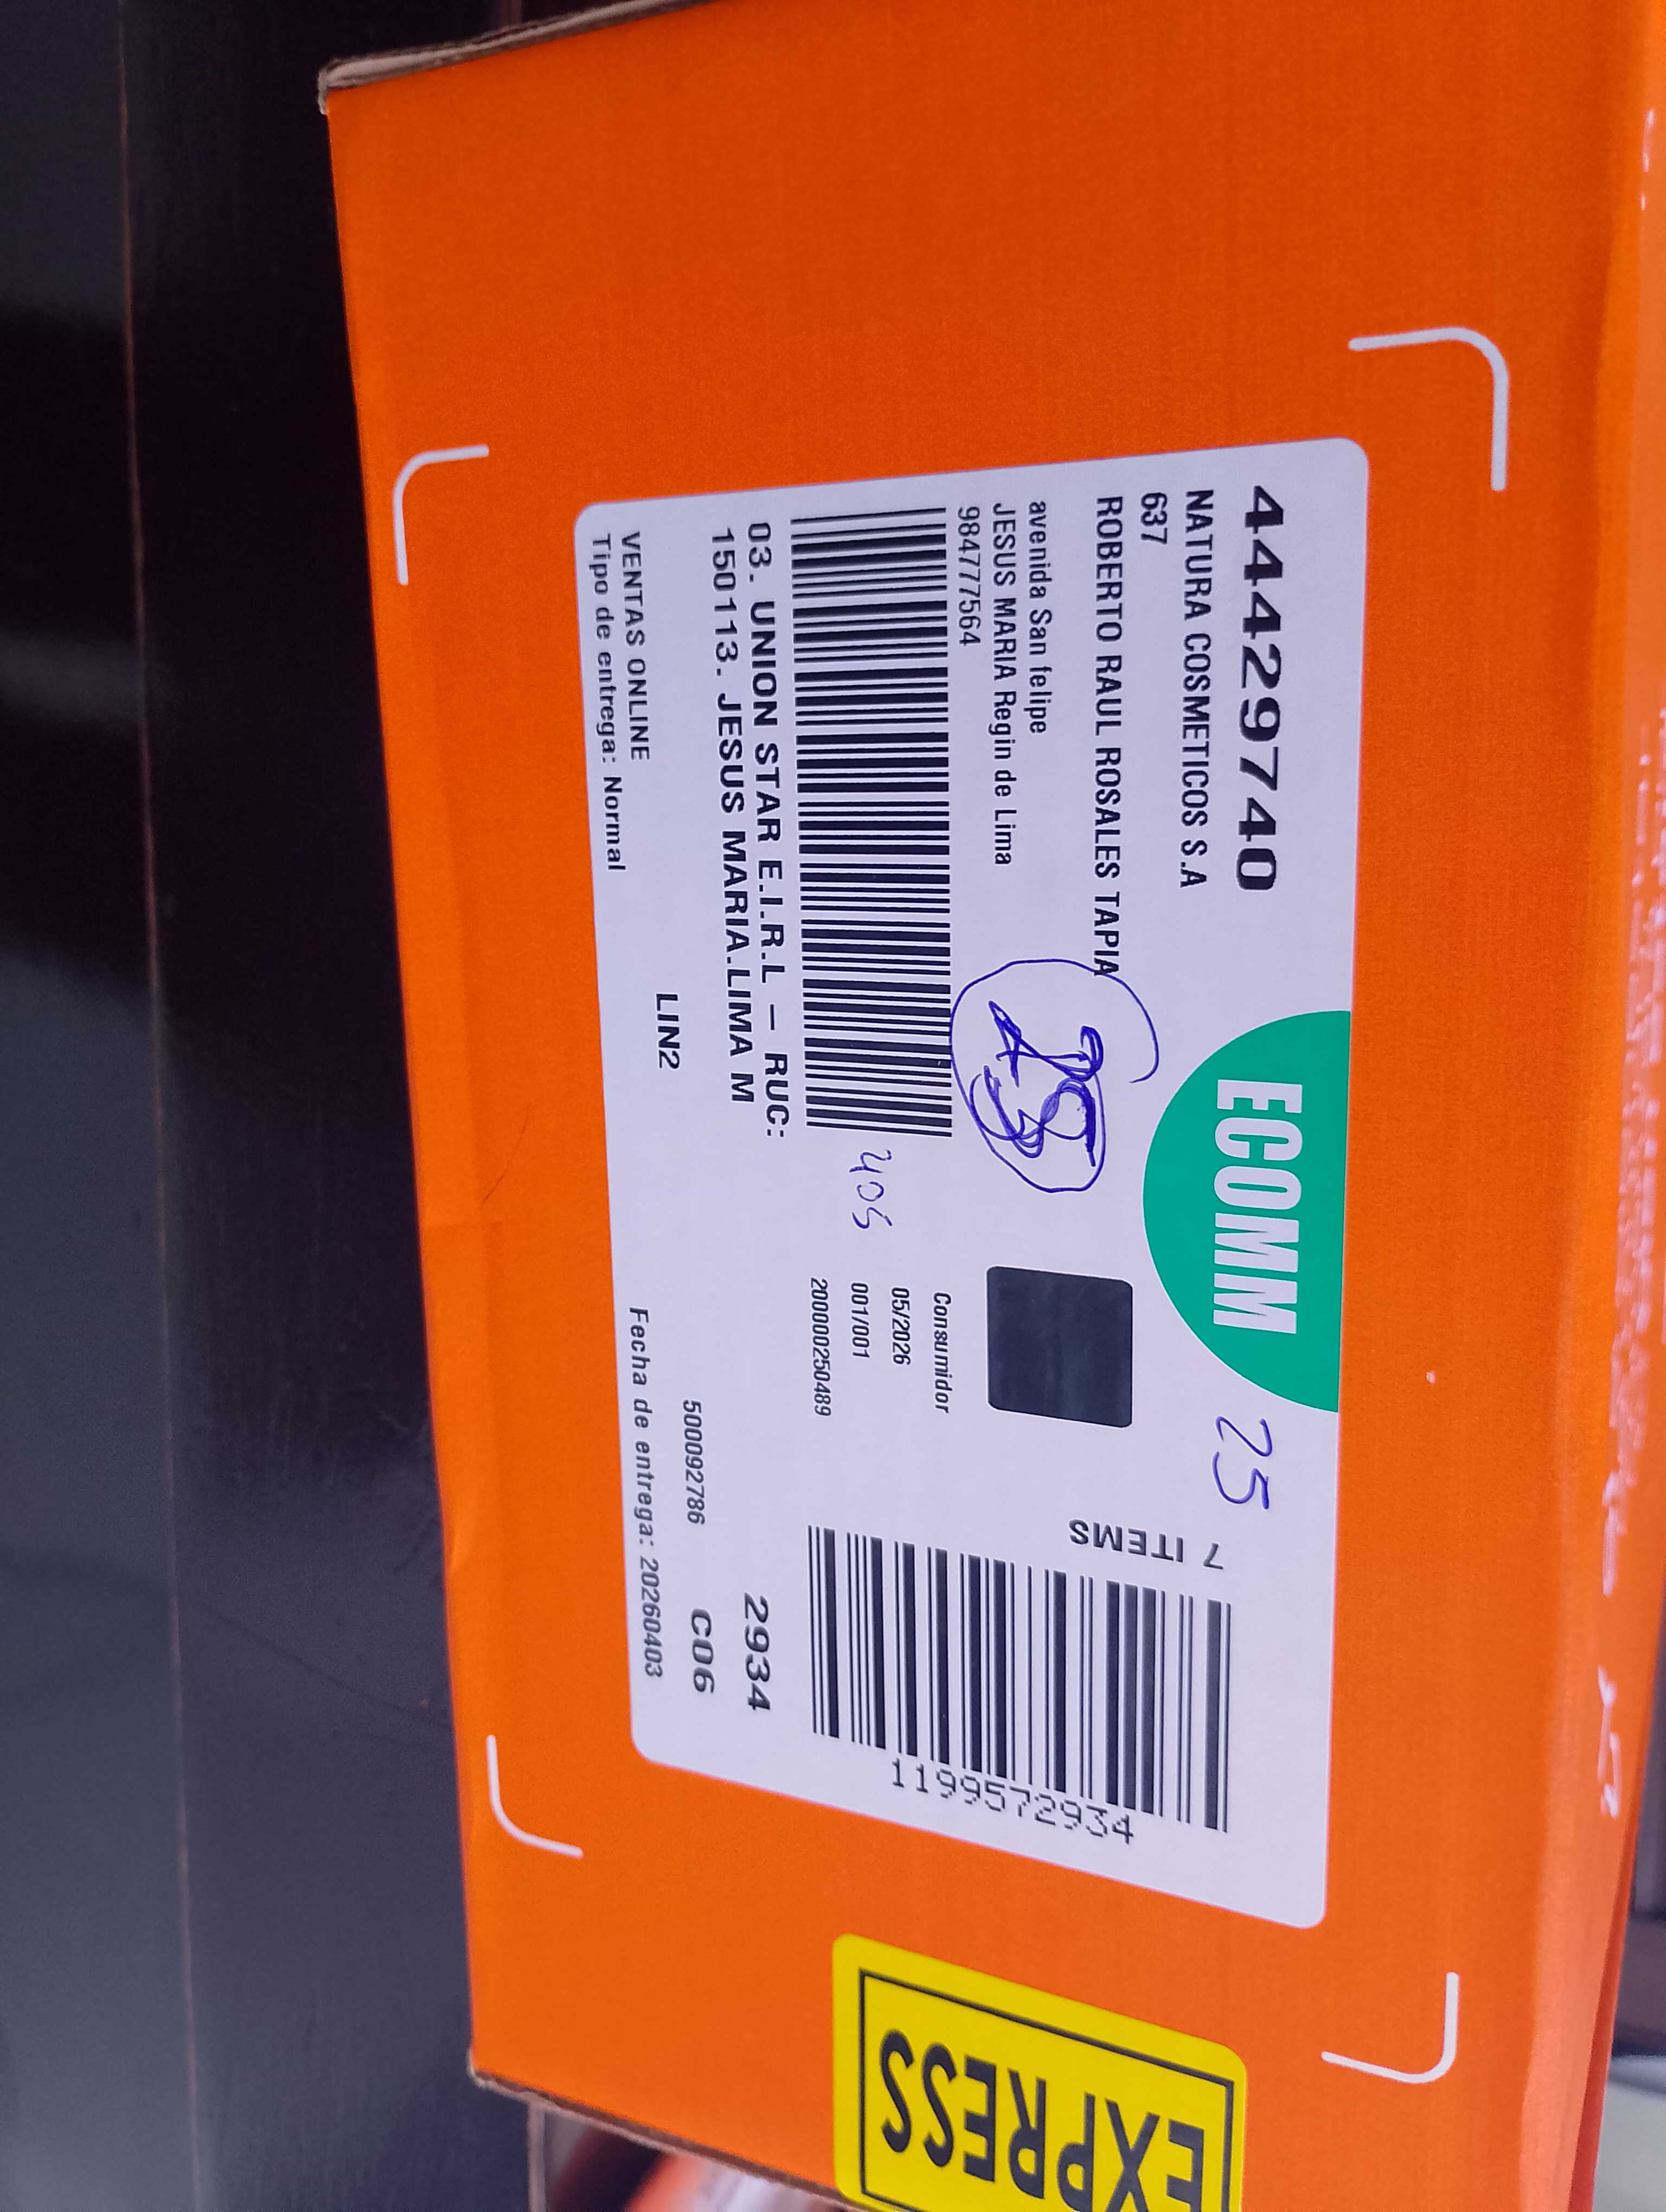 444297740
NATURA COSMETICOS S.A
637
ROBERTO RAUL ROSALES TAPIA
avenida San felipe
JESUS MARIA Regin de Lima
984777564
ECOMM
25
7 ITEMS
1199572934
405
Consumidor
05/2026
001/001
200000250489
03. UNION STAR E.I.R.L – RUC:
150113. JESUS MARIA.LIMA M
2934
LIN2
500092786
C06
VENTAS ONLINE
Tipo de entrega: Normal
Fecha de entrega: 20260403
EXPRESS